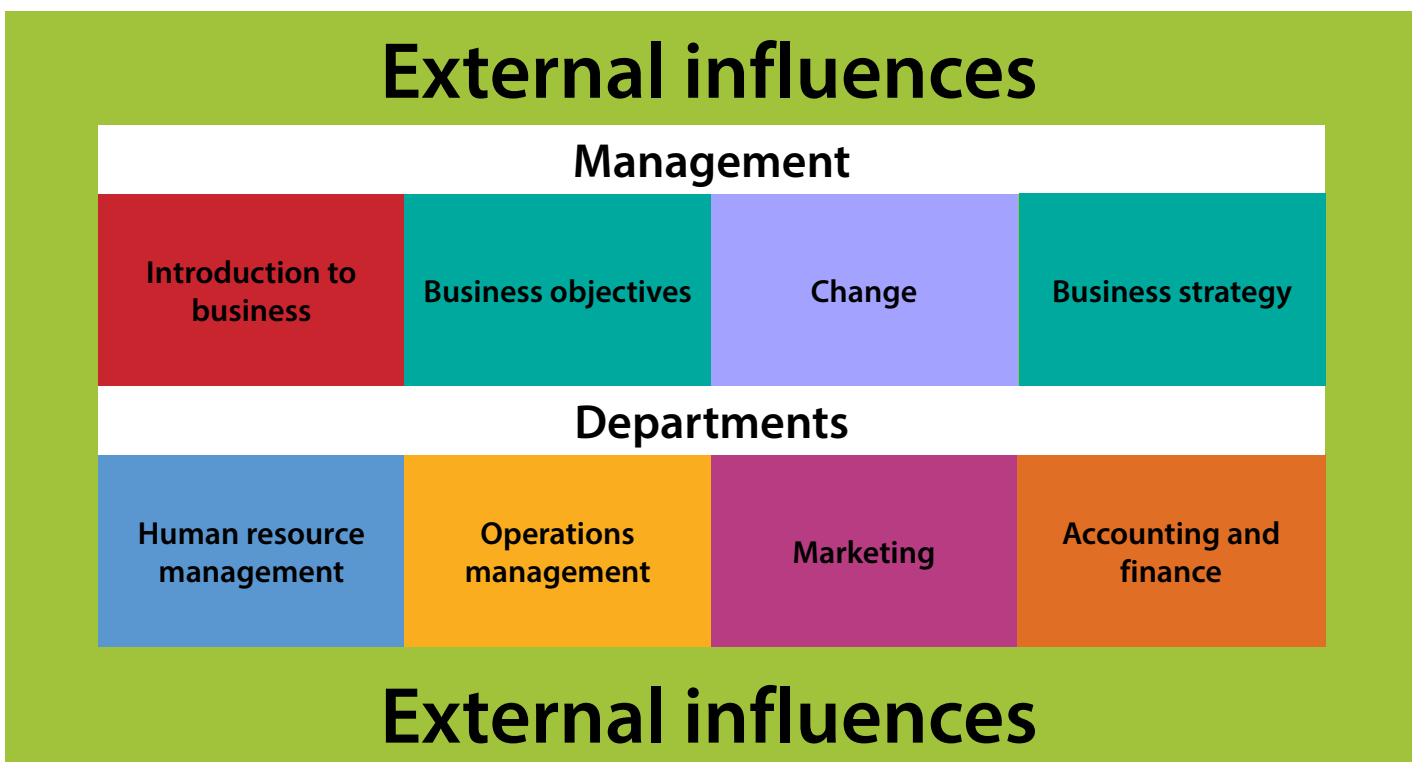 External influences
Management
Introduction to
business
Business objectives
Change
Business strategy
Departments
Human resource
management
Operations
management
Marketing
Accounting and
finance
External influences